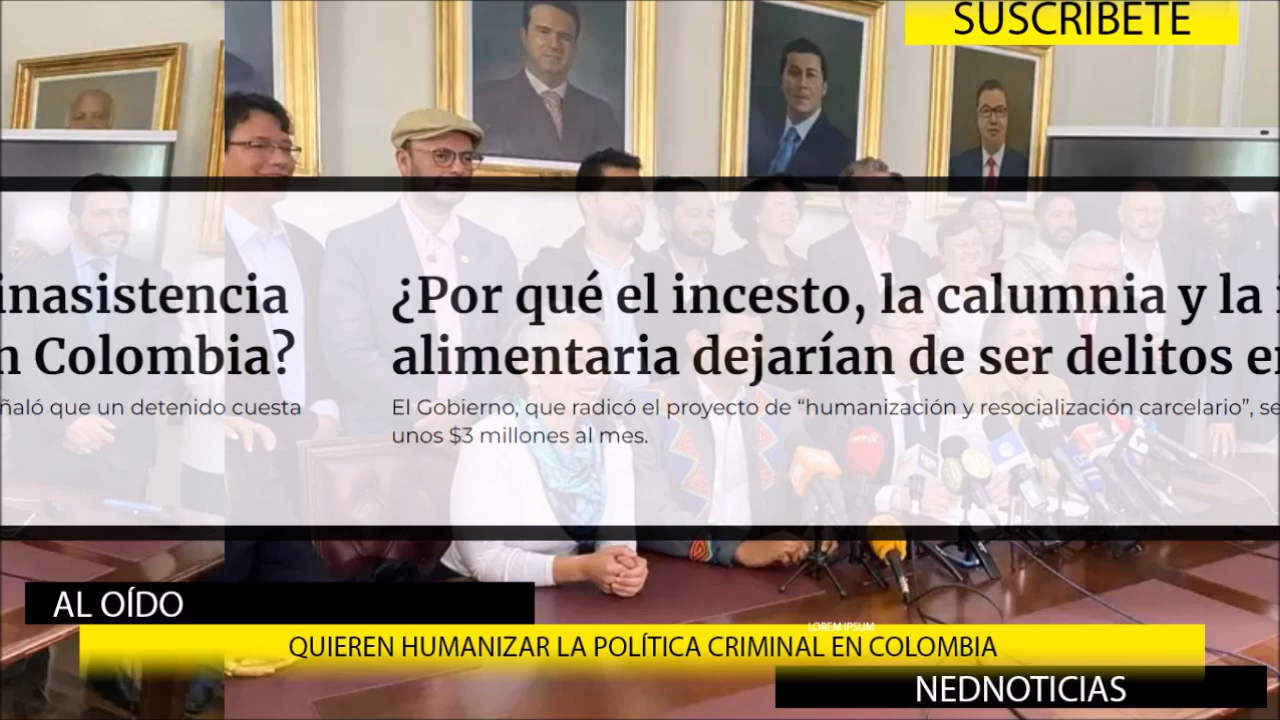 SUSCRÍBETE
inasistencia
n Colombia?
ñaló que un detenido cuesta
¿Por qué el incesto, la calumnia y la
alimentaria dejarían de ser delitos e
El Gobierno, que radicó el proyecto de “humanización y resocialización carcelario”, se
unos $3 millones al mes.
AL OÍDO
LOREM IPSUM
QUIEREN HUMANIZAR LA POLÍTICA CRIMINAL EN COLOMBIA
NEDNOTICIAS